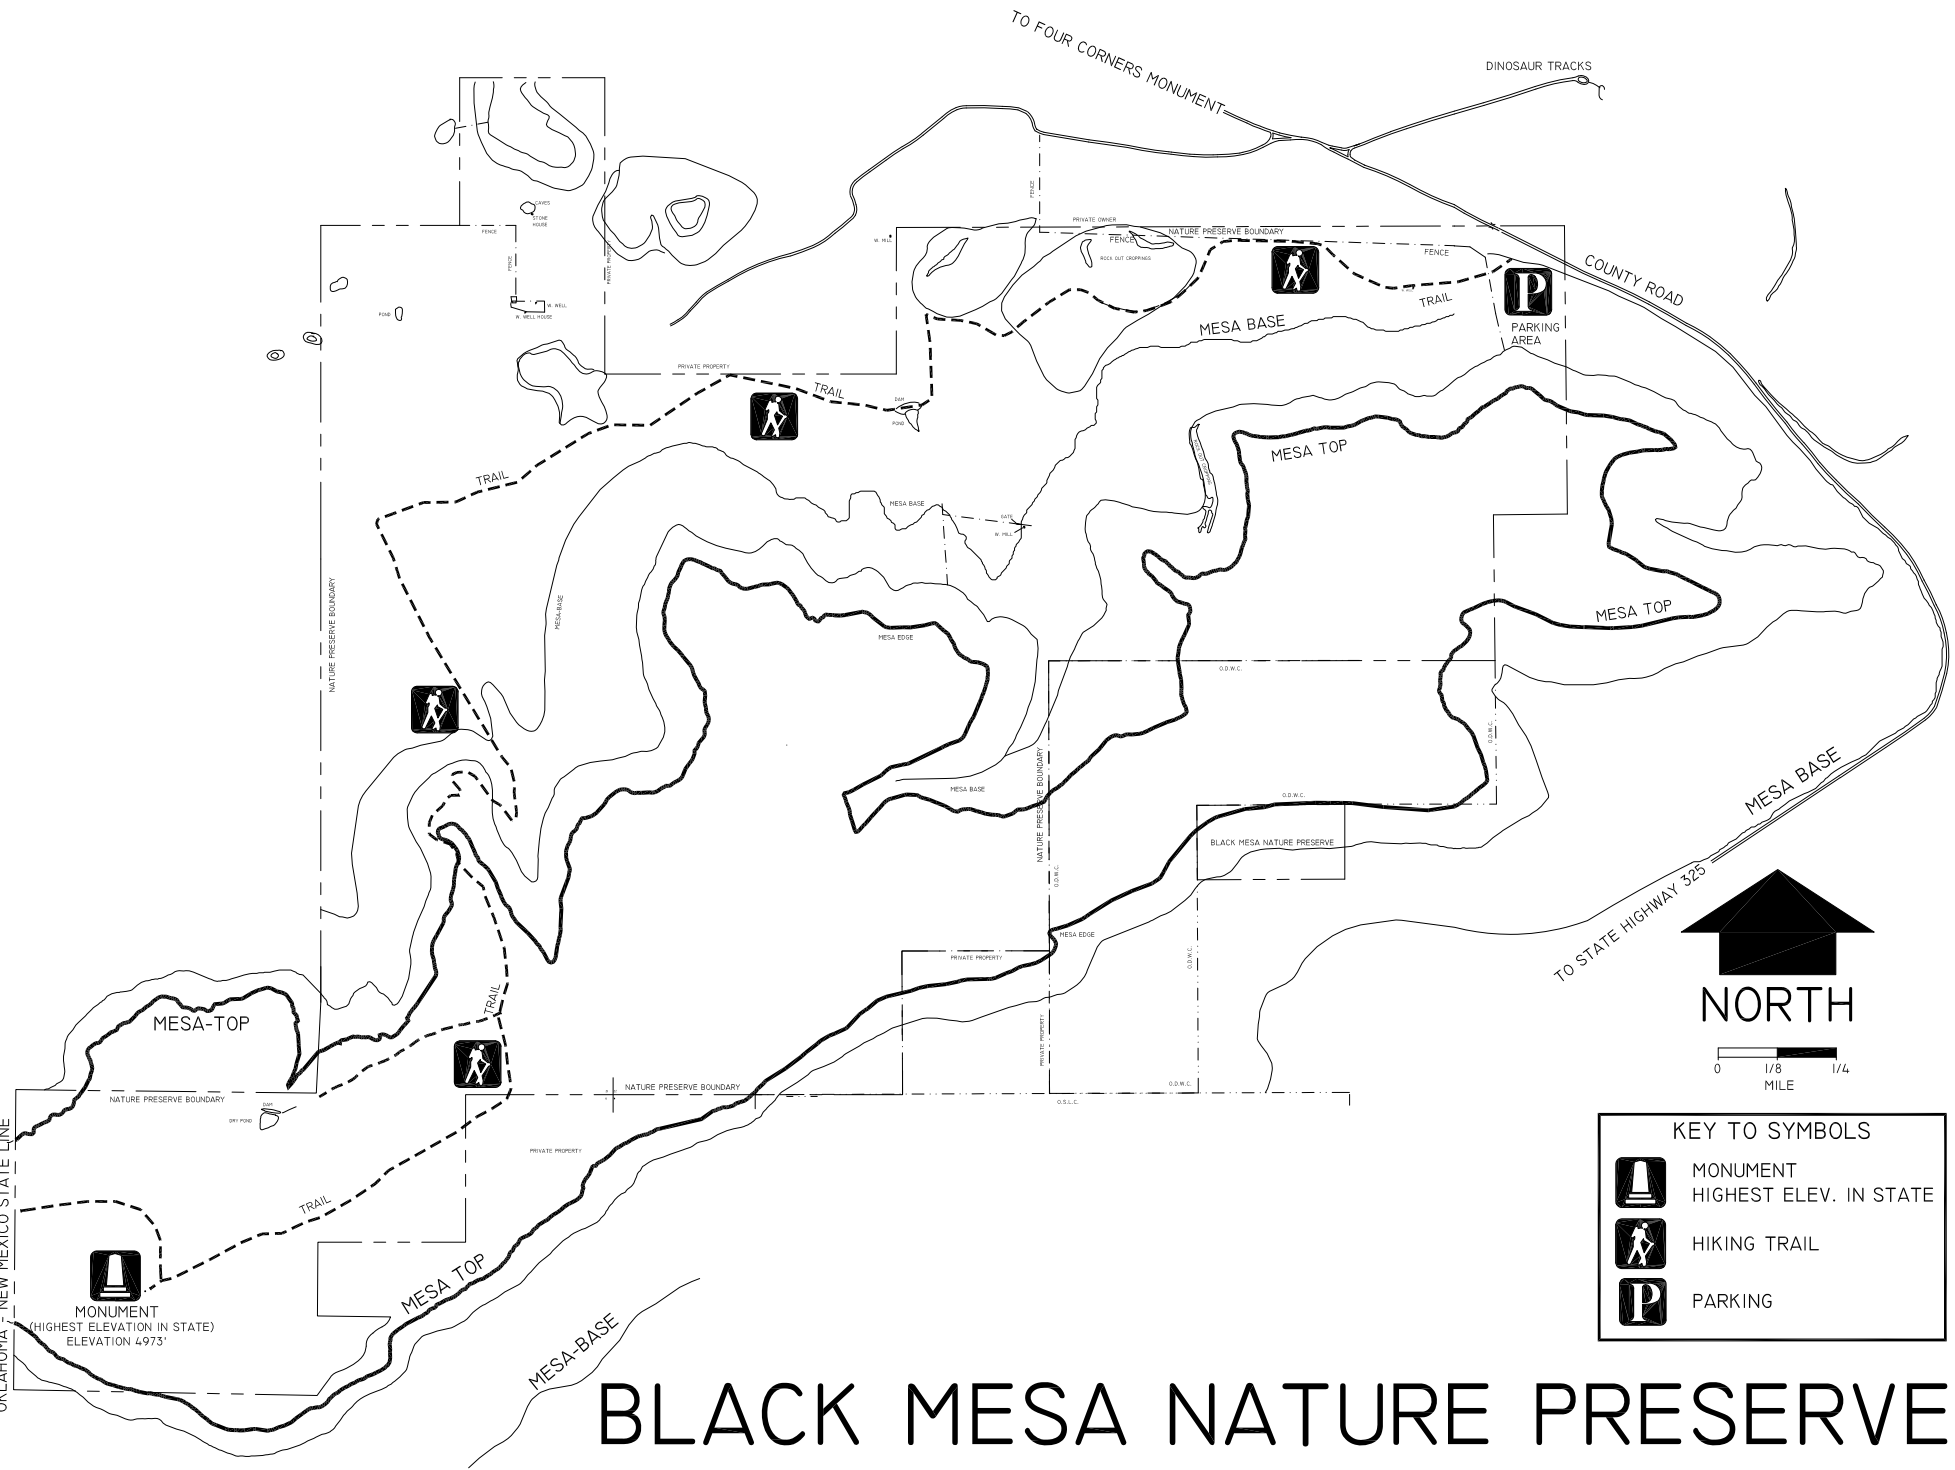 TO FOUR CORNERS MONUMENT
DINOSAUR TRACKS
CAVES
STONE
HOUSE
FENCE
FENCE
PRIVATE PROPERTY
W. WELL
W. WELL HOUSE
POND
FENCE
PRIVATE OWNER
NATURE PRESERVE BOUNDARY
W. MILL
FENCE
ROCK OUT CROPPINGS
FENCE
COUNTY ROAD
TRAIL
P
PARKING
AREA
MESA BASE
PRIVATE PROPERTY
TRAIL
DAM
POND
MESA TOP
TRAIL
MESA BASE
GATE
W. MILL
NATURE PRESERVE BOUNDARY
MESA-BASE
MESA EDGE
MESA TOP
O.D.W.C.
O.D.W.C.
NATURE PRESERVE BOUNDARY
MESA BASE
O.D.W.C.
MESA BASE
BLACK MESA NATURE PRESERVE
O.D.W.C.
TO STATE HIGHWAY 325
MESA EDGE
PRIVATE PROPERTY
O.D.W.C.
TRAIL
MESA-TOP
PRIVATE PROPERTY
NORTH
0 1/8 1/4
MILE
NATURE PRESERVE BOUNDARY
NATURE PRESERVE BOUNDARY
O.D.W.C.
O.S.L.C.
DAM
DRY POND
OKLAHOMA - NEW MEXICO STATE LINE
PRIVATE PROPERTY
TRAIL
MONUMENT
(HIGHEST ELEVATION IN STATE)
ELEVATION 4973'
MESA TOP
MESA-BASE
KEY TO SYMBOLS
MONUMENT
HIGHEST ELEV. IN STATE
HIKING TRAIL
P
PARKING
BLACK MESA NATURE PRESERVE